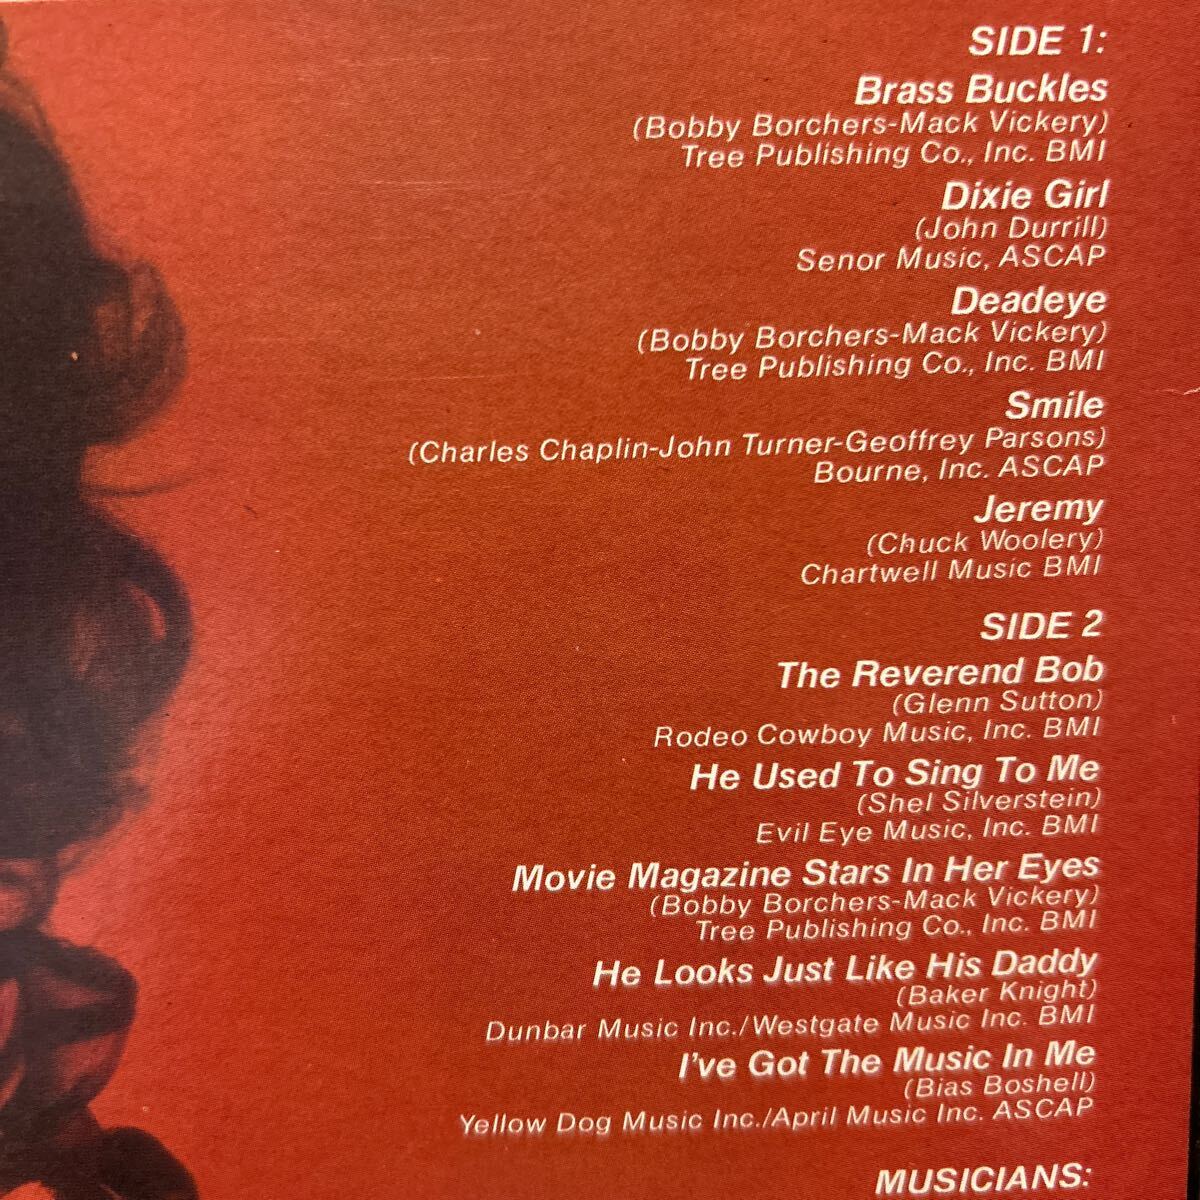 SIDE 1:
Brass Buckles
(Bobby Borchers-Mack Vickery)
Tree Publishing Co., Inc. BMI
Dixie Girl
(John Durrill)
Senor Music, ASCAP
Deadeye
(Bobby Borchers-Mack Vickery)
Tree Publishing Co., Inc. BMI
Smile
(Charles Chaplin-John Turner-Geoffrey Parsons)
Bourne, Inc. ASCAP
Jeremy
(Chuck Woolery)
Chartwell Music BMI
SIDE 2
The Reverend Bob
(Glenn Sutton)
Rodeo Cowboy Music, Inc. BMI
He Used To Sing To Me
(Shel Silverstein)
Evil Eye Music, Inc. BMI
Movie Magazine Stars In Her Eyes
(Bobby Borchers-Mack Vickery)
Tree Publishing Co., Inc. BMI
He Looks Just Like His Daddy
(Baker Knight)
Dunbar Music Inc./Westgate Music Inc. BMI
I've Got The Music In Me
(Bias Boshell)
Yellow Dog Music Inc./April Music Inc. ASCAP
MUSICIANS: